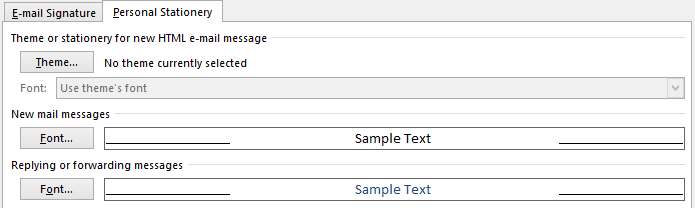 E-mail Signature Personal Stationery
Theme or stationery for new HTML e-mail message
Theme... No theme currently selected
Font: Use theme's font
New mail messages
Font... Sample Text
Replying or forwarding messages
Font... Sample Text